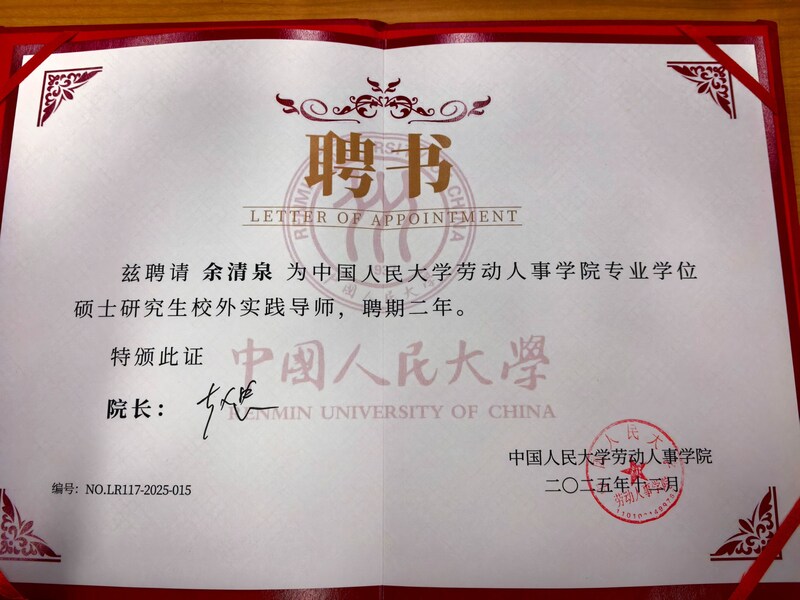 聘书
LETTER OF APPOINTMENT
兹聘请 余清泉 为中国人民大学劳动人事学院专业学位
硕士研究生校外实践导师，聘期二年。
特颁此证
中国人民大学
RENMIN UNIVERSITY OF CHINA
院长：
中国人民大学劳动人事学院
二〇二五年十二月
编号：NO.LR117-2025-015